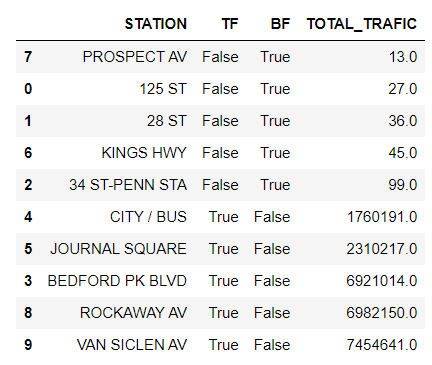 STATION TF BF TOTAL_TRAFIC
7 PROSPECT AV False True 13.0
0 125 ST False True 27.0
1 28 ST False True 36.0
6 KINGS HWY False True 45.0
2 34 ST-PENN STA False True 99.0
4 CITY / BUS True False 1760191.0
5 JOURNAL SQUARE True False 2310217.0
3 BEDFORD PK BLVD True False 6921014.0
8 ROCKAWAY AV True False 6982150.0
9 VAN SICLEN AV True False 7454641.0